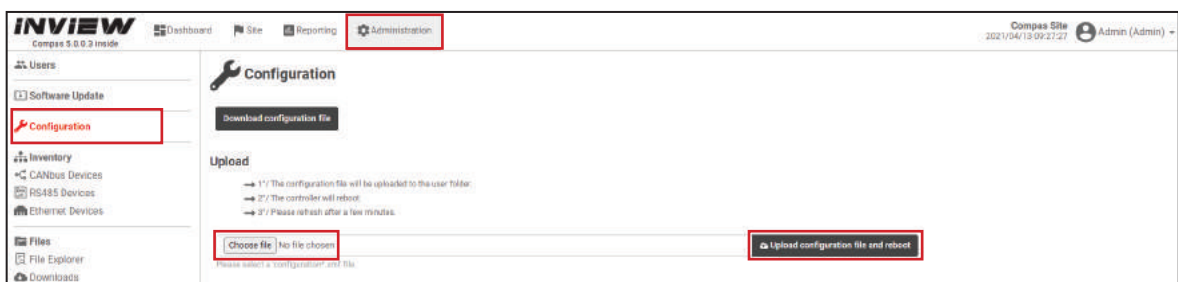 INVIEW
Compas 5.0.0.3 inside
Dashboard
Site
Reporting
Administration
Compas Site
2021/04/13 09:27:27
Admin (Admin)
Users
Software Update
Configuration
Inventory
CANbus Devices
RS485 Devices
Ethernet Devices
Files
File Explorer
Downloads
Configuration
Download configuration file
Upload
1°/ The configuration file will be uploaded to the user folder.
2°/ The controller will reboot.
3°/ Please refresh after a few minutes.
Choose file No file chosen
Upload configuration file and reboot
Please select a 'configuration*.xml' file.